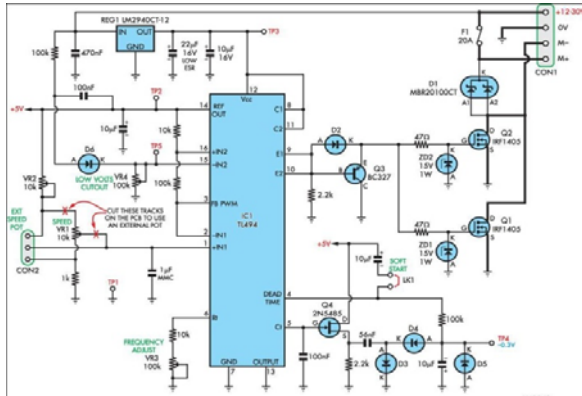 REG1 LM2940CT-12
IN
OUT
GND
TP3
+12-30V
0V
M–
M+
CON1
F1
20A
100k
470nF
22µF
16V
LOW
ESR
10µF
16V
D1
MBR20100CT
K
A1
A2
100nF
TP2
+5V
10µF
12
Vcc
14
REF
OUT
C1
8
C2
11
10k
D6
A
K
TP5
LOW VOLTS
CUTOUT
VR4
100k
16
+IN2
15
–IN2
100k
3
FB PWM
E1
9
E2
10
D2
A
K
B
E
C
Q3
BC327
2.2k
47Ω
ZD2
15V
1W
G
D
S
Q2
IRF1405
47Ω
ZD1
15V
1W
G
D
S
Q1
IRF1405
VR2
10k
EXT
SPEED
POT
CON2
SPEED
VR1
10k
CUT THESE TRACKS
ON THE PCB TO USE
AN EXTERNAL POT
1k
TP1
2
–IN1
1
+IN1
IC1
TL494
1µF
MMC
+5V
10µF
SOFT
START
LK1
DEAD
TIME
4
Q4
2N5485
G
D
S
100k
TP4
–0.3V
6
Rt
10k
FREQUENCY
ADJUST
VR3
100k
Ct
5
100nF
2.2k
56nF
D4
K
A
D3
A
K
10µF
D5
A
K
GND
7
OUTPUT
13